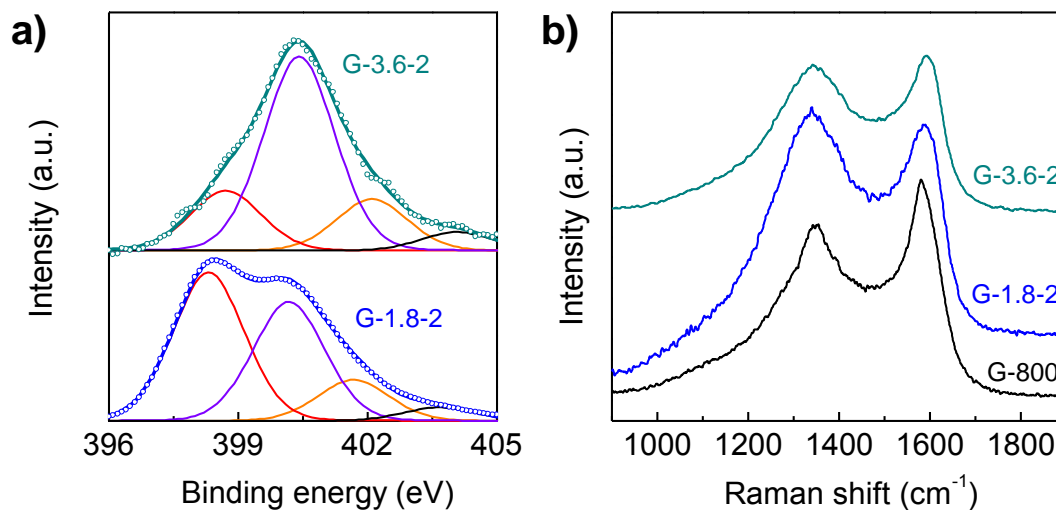 a)
G-3.6-2
G-1.8-2
Intensity (a.u.)
396 399 402 405
Binding energy (eV)
b)
G-3.6-2
G-1.8-2
G-800
Intensity (a.u.)
1000 1200 1400 1600 1800
Raman shift (cm⁻¹)